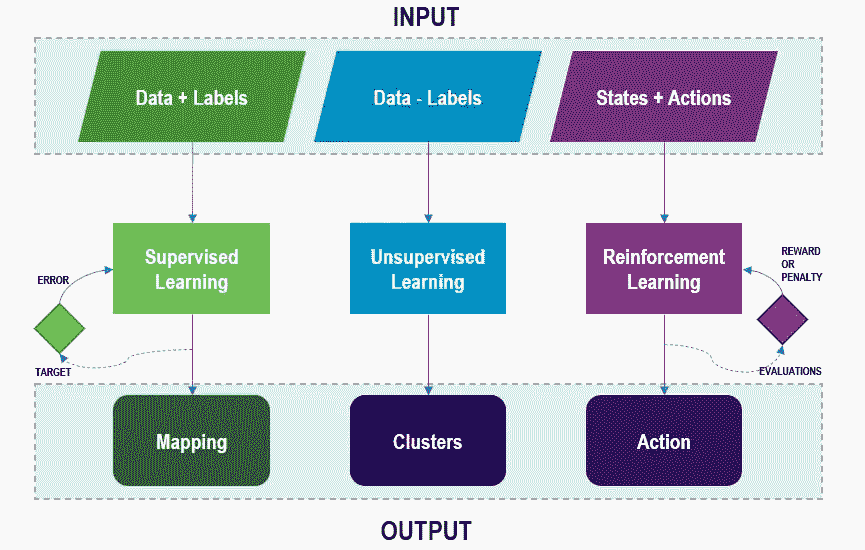 INPUT
Data + Labels
Data - Labels
States + Actions
Supervised
Learning
Unsupervised
Learning
Reinforcement
Learning
ERROR
TARGET
REWARD
OR
PENALTY
EVALUATIONS
Mapping
Clusters
Action
OUTPUT